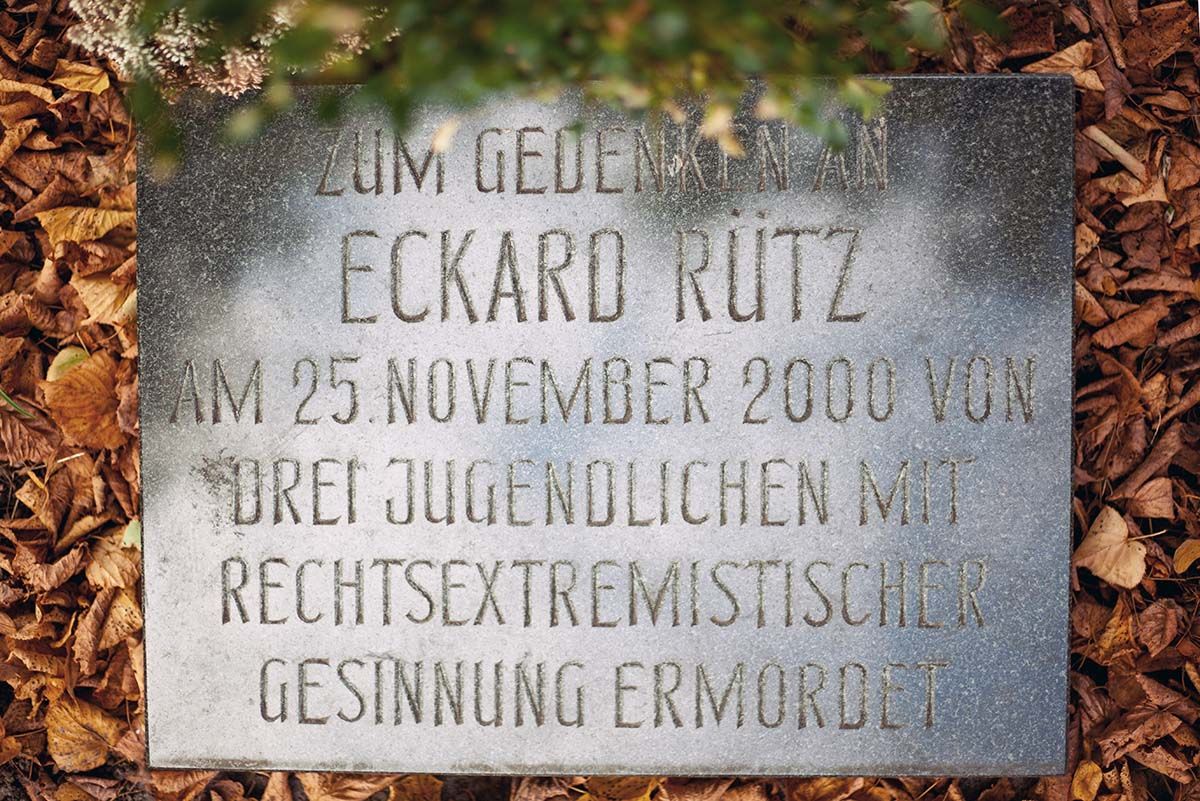 ZUM GEDENKEN AN
ECKARD RÜTZ
AM 25. NOVEMBER 2000 VON
DREI JUGENDLICHEN MIT
RECHTSEXTREMISTISCHER
GESINNUNG ERMORDET